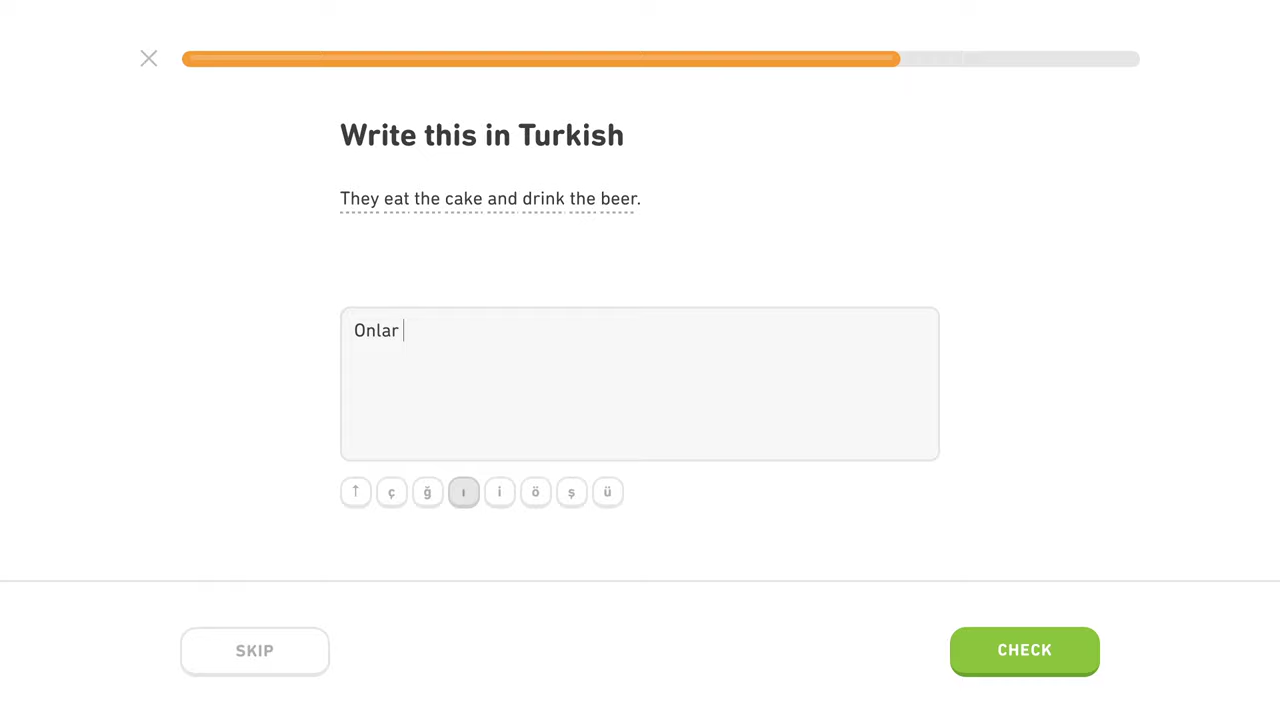 Write this in Turkish
They eat the cake and drink the beer.
Onlar
↑ ç ğ ı i ö ş ü
SKIP
CHECK